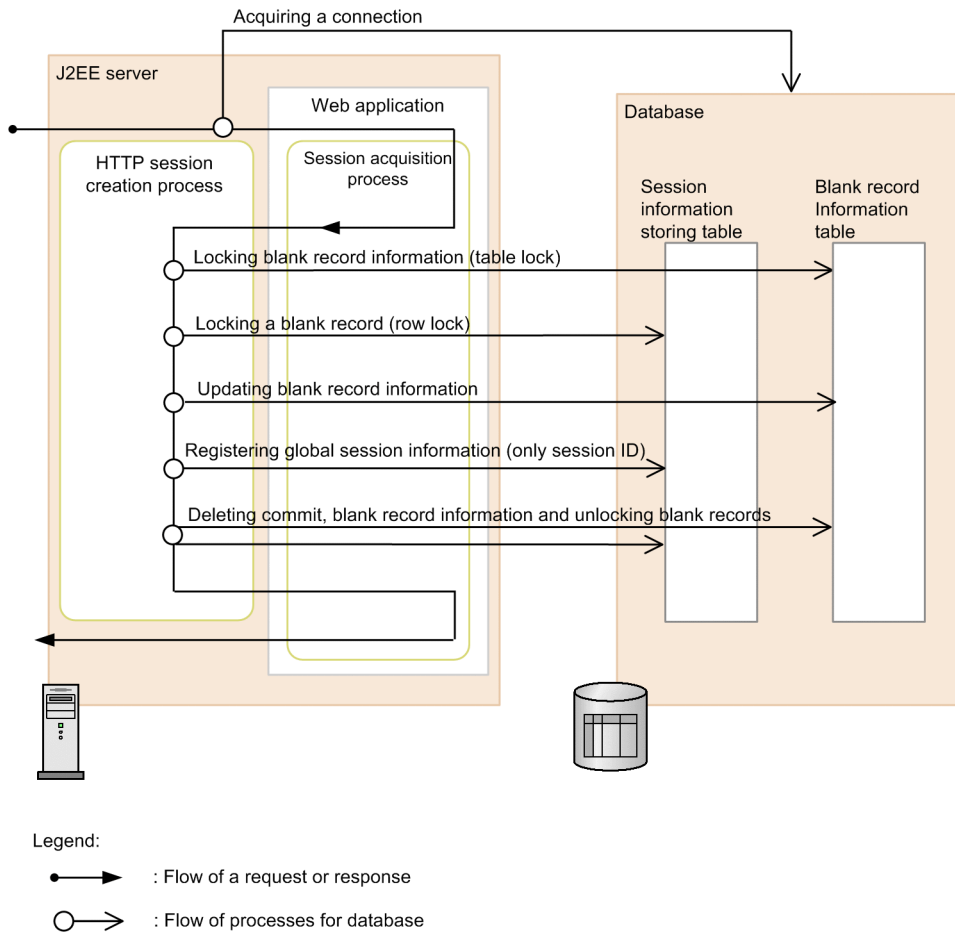 Acquiring a connection
J2EE server
Web application
Database
HTTP session
creation process
Session acquisition
process
Session
information
storing table
Blank record
Information
table
Locking blank record information (table lock)
Locking a blank record (row lock)
Updating blank record information
Registering global session information (only session ID)
Deleting commit, blank record information and unlocking blank records
Legend:
: Flow of a request or response
: Flow of processes for database